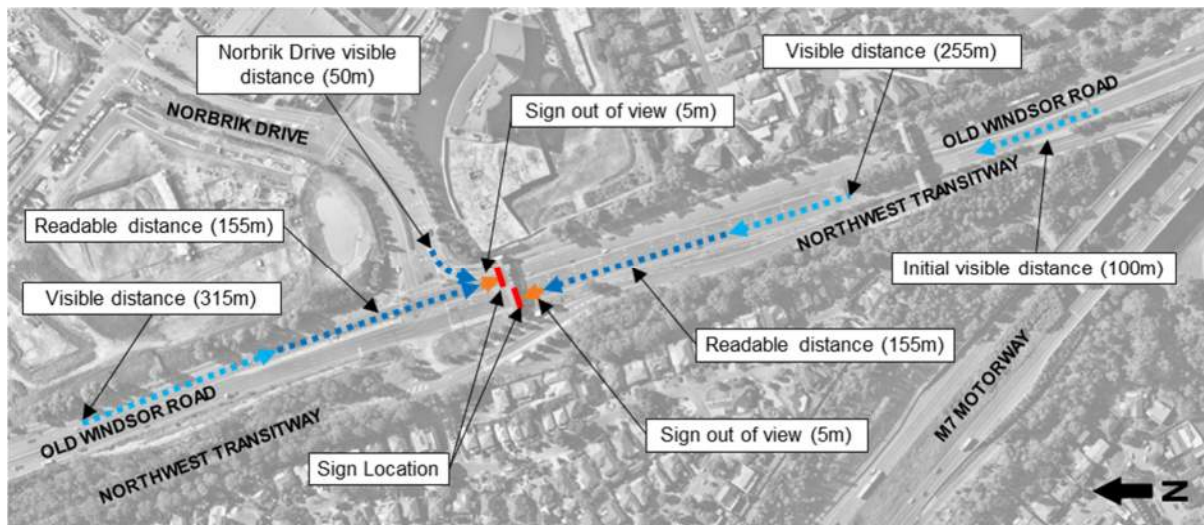 Norbrik Drive visible
distance (50m)
Visible distance (255m)
NORBRIK DRIVE
Sign out of view (5m)
OLD WINDSOR ROAD
NORTHWEST TRANSITWAY
Readable distance (155m)
Initial visible distance (100m)
Visible distance (315m)
Readable distance (155m)
M7 MOTORWAY
OLD WINDSOR ROAD
Sign out of view (5m)
NORTHWEST TRANSITWAY
Sign Location
N